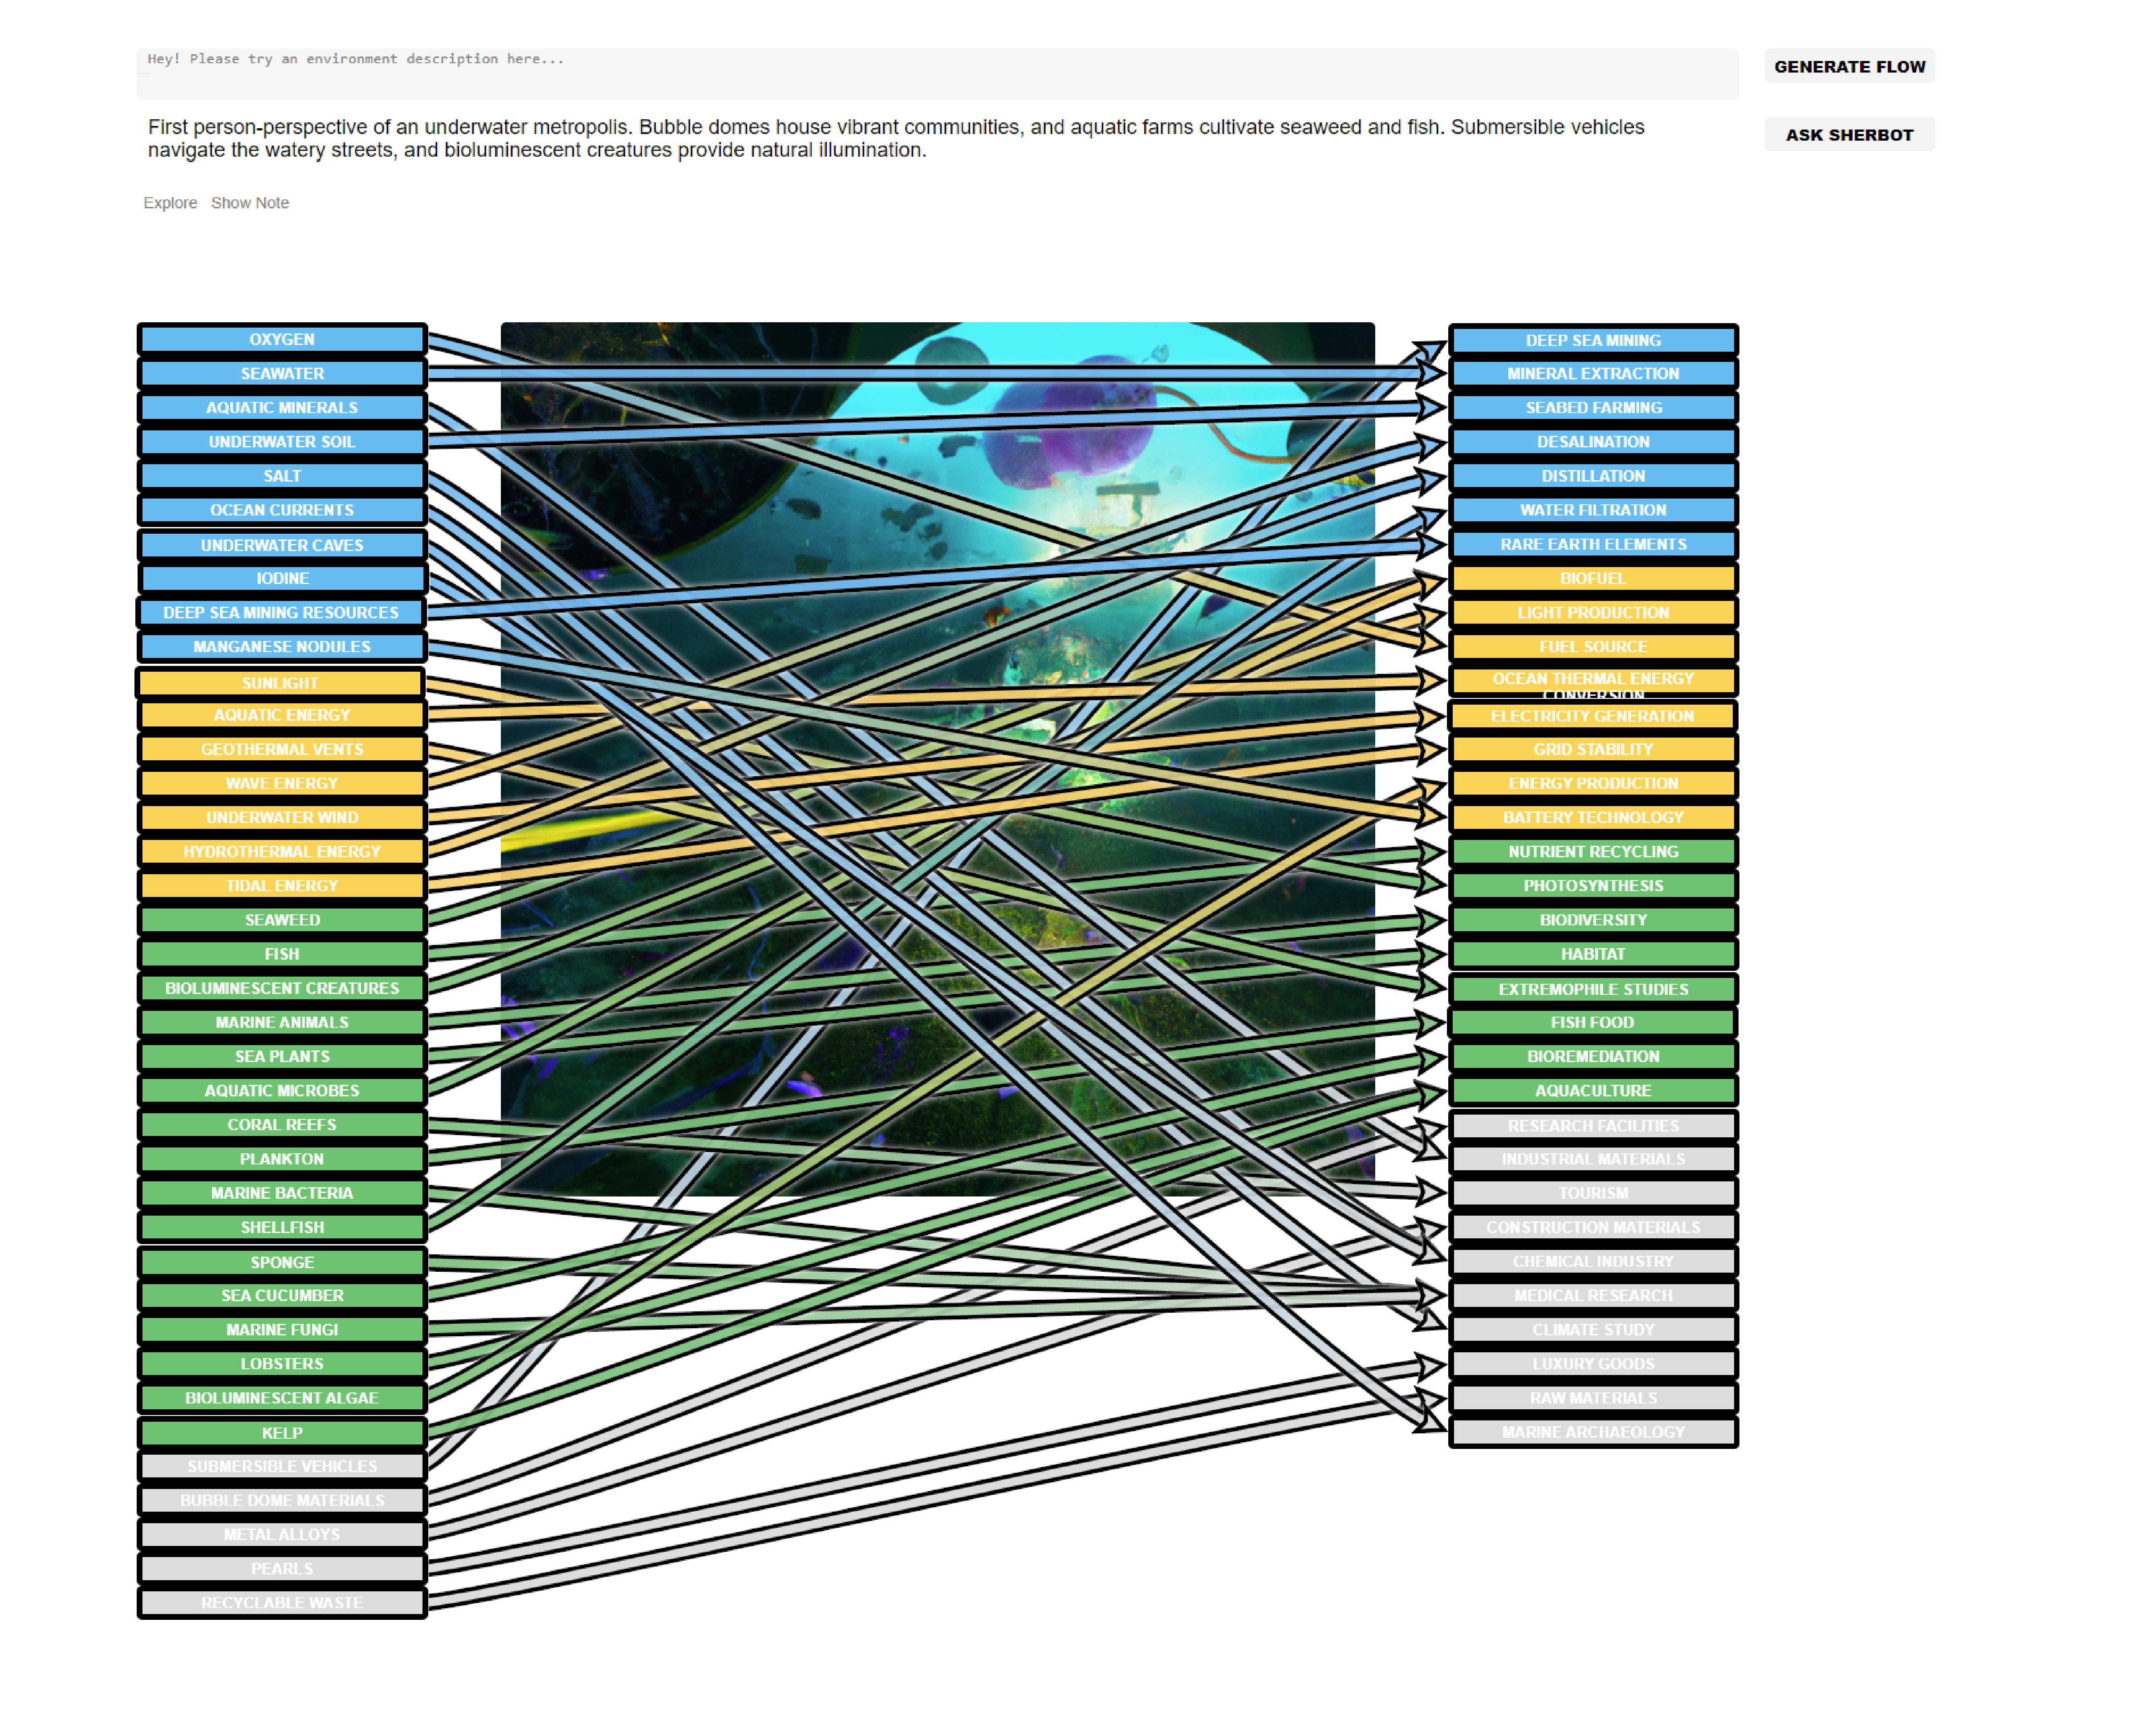 Hey! Please try an environment description here...
GENERATE FLOW
First person-perspective of an underwater metropolis. Bubble domes house vibrant communities, and aquatic farms cultivate seaweed and fish. Submersible vehicles
navigate the watery streets, and bioluminescent creatures provide natural illumination.
ASK SHERBOT
Explore Show Note
OXYGEN
SEAWATER
AQUATIC MINERALS
UNDERWATER SOIL
SALT
OCEAN CURRENTS
UNDERWATER CAVES
IODINE
DEEP SEA MINING RESOURCES
MANGANESE NODULES
SUNLIGHT
AQUATIC ENERGY
GEOTHERMAL VENTS
WAVE ENERGY
UNDERWATER WIND
HYDROTHERMAL ENERGY
TIDAL ENERGY
SEAWEED
FISH
BIOLUMINESCENT CREATURES
MARINE ANIMALS
SEA PLANTS
AQUATIC MICROBES
CORAL REEFS
PLANKTON
MARINE BACTERIA
SHELLFISH
SPONGE
SEA CUCUMBER
MARINE FUNGI
LOBSTERS
BIOLUMINESCENT ALGAE
KELP
SUBMERSIBLE VEHICLES
BUBBLE DOME MATERIALS
METAL ALLOYS
PEARLS
RECYCLABLE WASTE
DEEP SEA MINING
MINERAL EXTRACTION
SEABED FARMING
DESALINATION
DISTILLATION
WATER FILTRATION
RARE EARTH ELEMENTS
BIOFUEL
LIGHT PRODUCTION
FUEL SOURCE
OCEAN THERMAL ENERGY
CONVERSION
ELECTRICITY GENERATION
GRID STABILITY
ENERGY PRODUCTION
BATTERY TECHNOLOGY
NUTRIENT RECYCLING
PHOTOSYNTHESIS
BIODIVERSITY
HABITAT
EXTREMOPHILE STUDIES
FISH FOOD
BIOREMEDIATION
AQUACULTURE
RESEARCH FACILITIES
INDUSTRIAL MATERIALS
TOURISM
CONSTRUCTION MATERIALS
CHEMICAL INDUSTRY
MEDICAL RESEARCH
CLIMATE STUDY
LUXURY GOODS
RAW MATERIALS
MARINE ARCHAEOLOGY